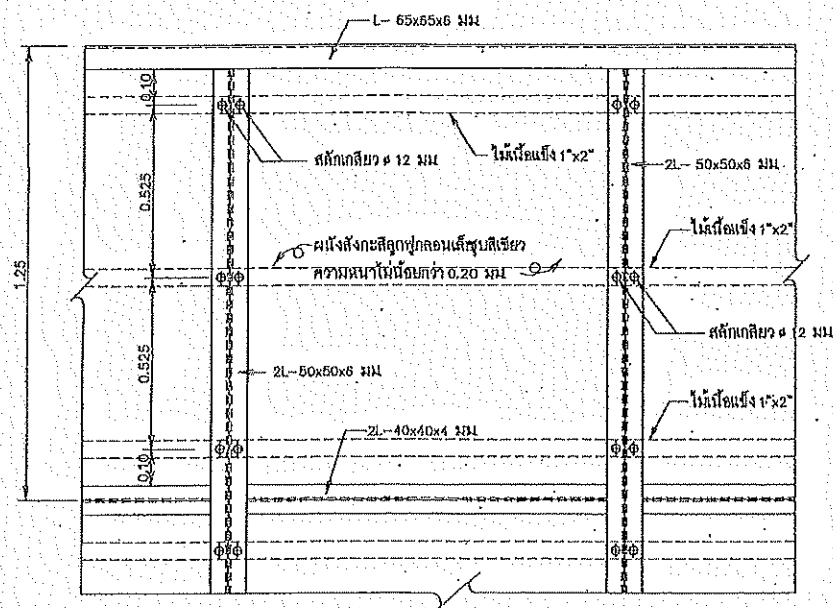 L- 65x65x6 มม
0.10
สลักเกลียว ø 12 มม
ไม้เนื้อแข็ง 1"x2"
2L- 50x50x6 มม
0.525
ผนังสังกะสีลูกฟูกลอนเล็กชุบสีเขียว
ความหนาไม่น้อยกว่า 0.20 มม
ไม้เนื้อแข็ง 1"x2"
1.25
สลักเกลียว ø 12 มม
0.525
2L-50x50x6 มม
ไม้เนื้อแข็ง 1"x2"
2L-40x40x4 มม
0.10